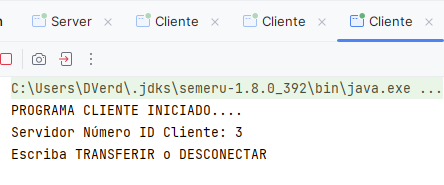 Server
Cliente
Cliente
Cliente
C:\Users\DVerd\.jdks\semeru-1.8.0_392\bin\java.exe ...
PROGRAMA CLIENTE INICIADO....
Servidor Número ID Cliente: 3
Escriba TRANSFERIR o DESCONECTAR